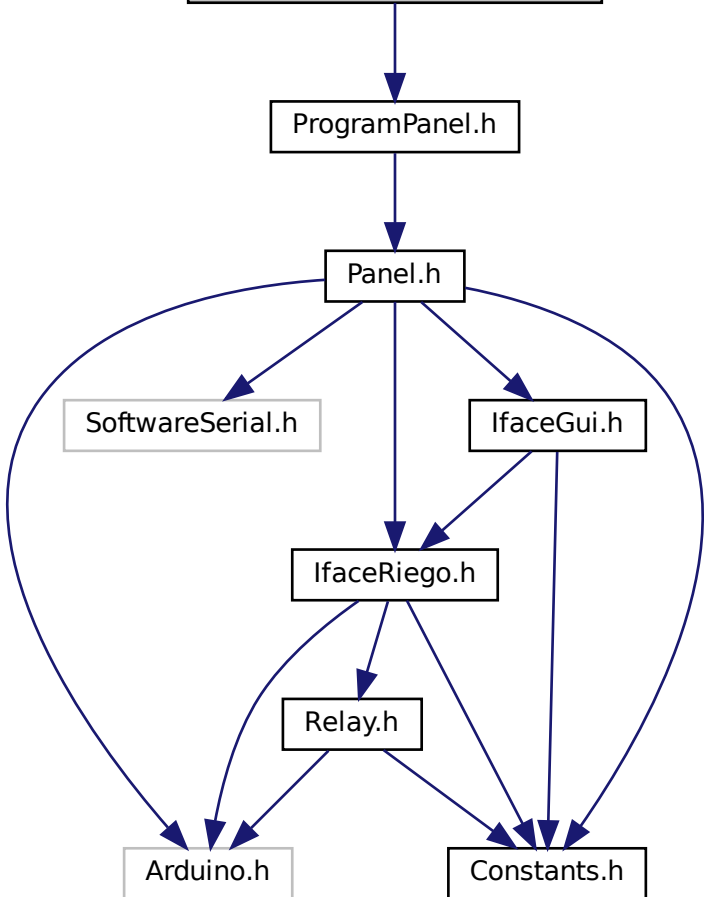 ProgramPanel.h
Panel.h
SoftwareSerial.h
IfaceGui.h
IfaceRiego.h
Relay.h
Arduino.h
Constants.h